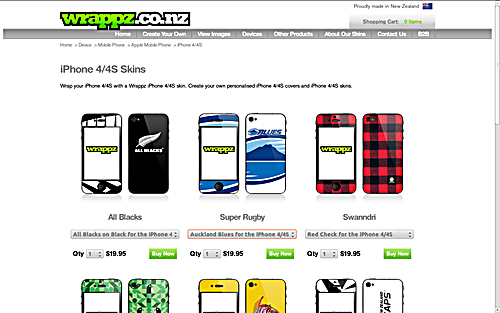 wrappz.co.nz
Proudly made in New Zealand
Shopping Cart: 0 Items
Home Create Your Own View Images Devices Other Products About Our Skins Contact Us B2B
Home > Device > Mobile Phone > Apple Mobile Phone > iPhone 4/4S
iPhone 4/4S Skins
Wrap your iPhone 4/4S with a Wrappz iPhone 4/4S skin. Create your own personalised iPhone 4/4S covers and iPhone 4/4S skins.
wrappz ALL BLACKS wrappz BLUES wrappz
All Blacks Super Rugby Swanndri
All Blacks on Black for the iPhone 4 Auckland Blues for the iPhone 4/4S Red Check for the iPhone 4/4S
Qty 1 $19.95 Buy Now Qty 1 $19.95 Buy Now Qty 1 $19.95 Buy Now